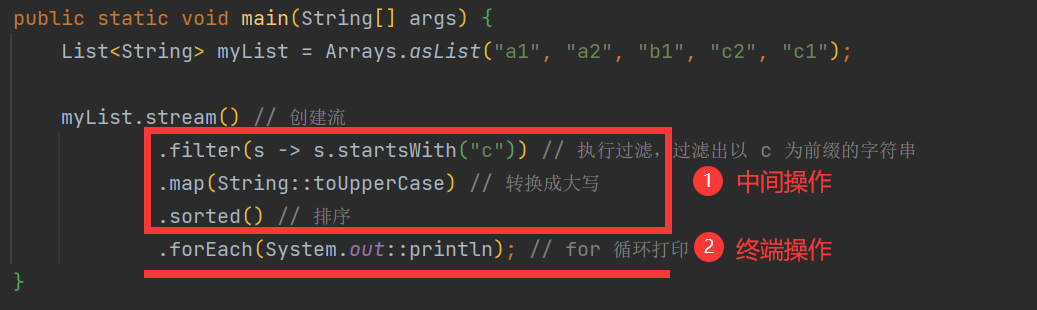 public static void main(String[] args) {
List<String> myList = Arrays.asList("a1", "a2", "b1", "c2", "c1");
myList.stream() // 创建流
.filter(s -> s.startsWith("c")) // 执行过滤，过滤出以 c 为前缀的字符串
.map(String::toUpperCase) // 转换成大写 1 中间操作
.sorted() // 排序
.forEach(System.out::println); // for 循环打印 2 终端操作
}